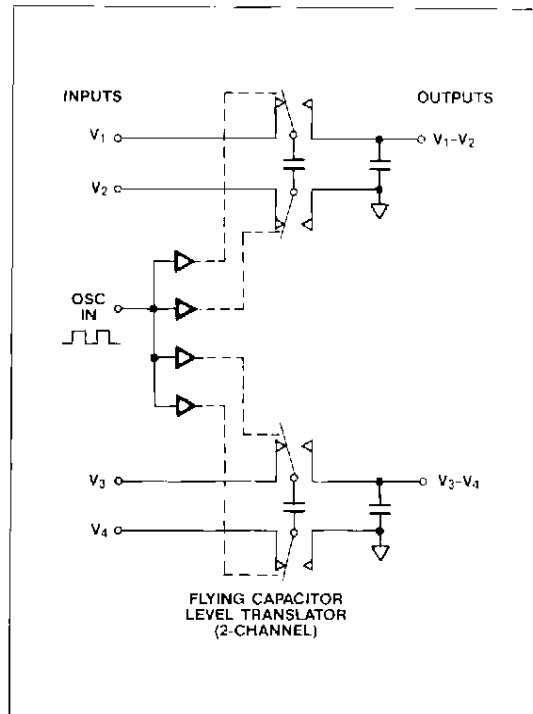 INPUTS
OUTPUTS
V1
V1-V2
V2
OSC
IN
V3
V3-V4
V4
FLYING CAPACITOR
LEVEL TRANSLATOR
(2-CHANNEL)